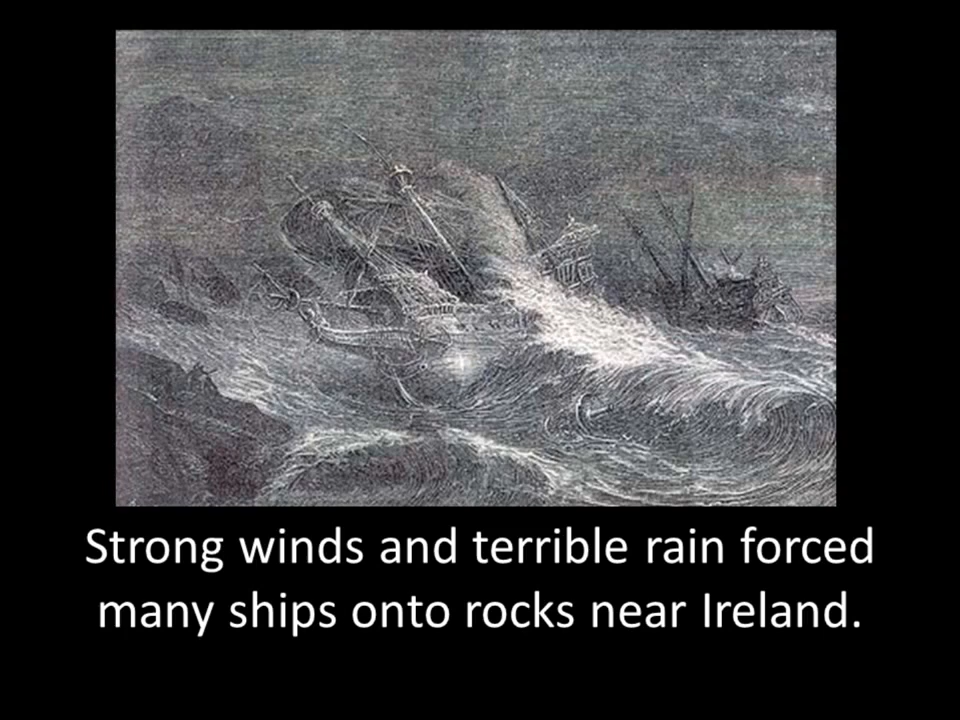 Strong winds and terrible rain forced
many ships onto rocks near Ireland.